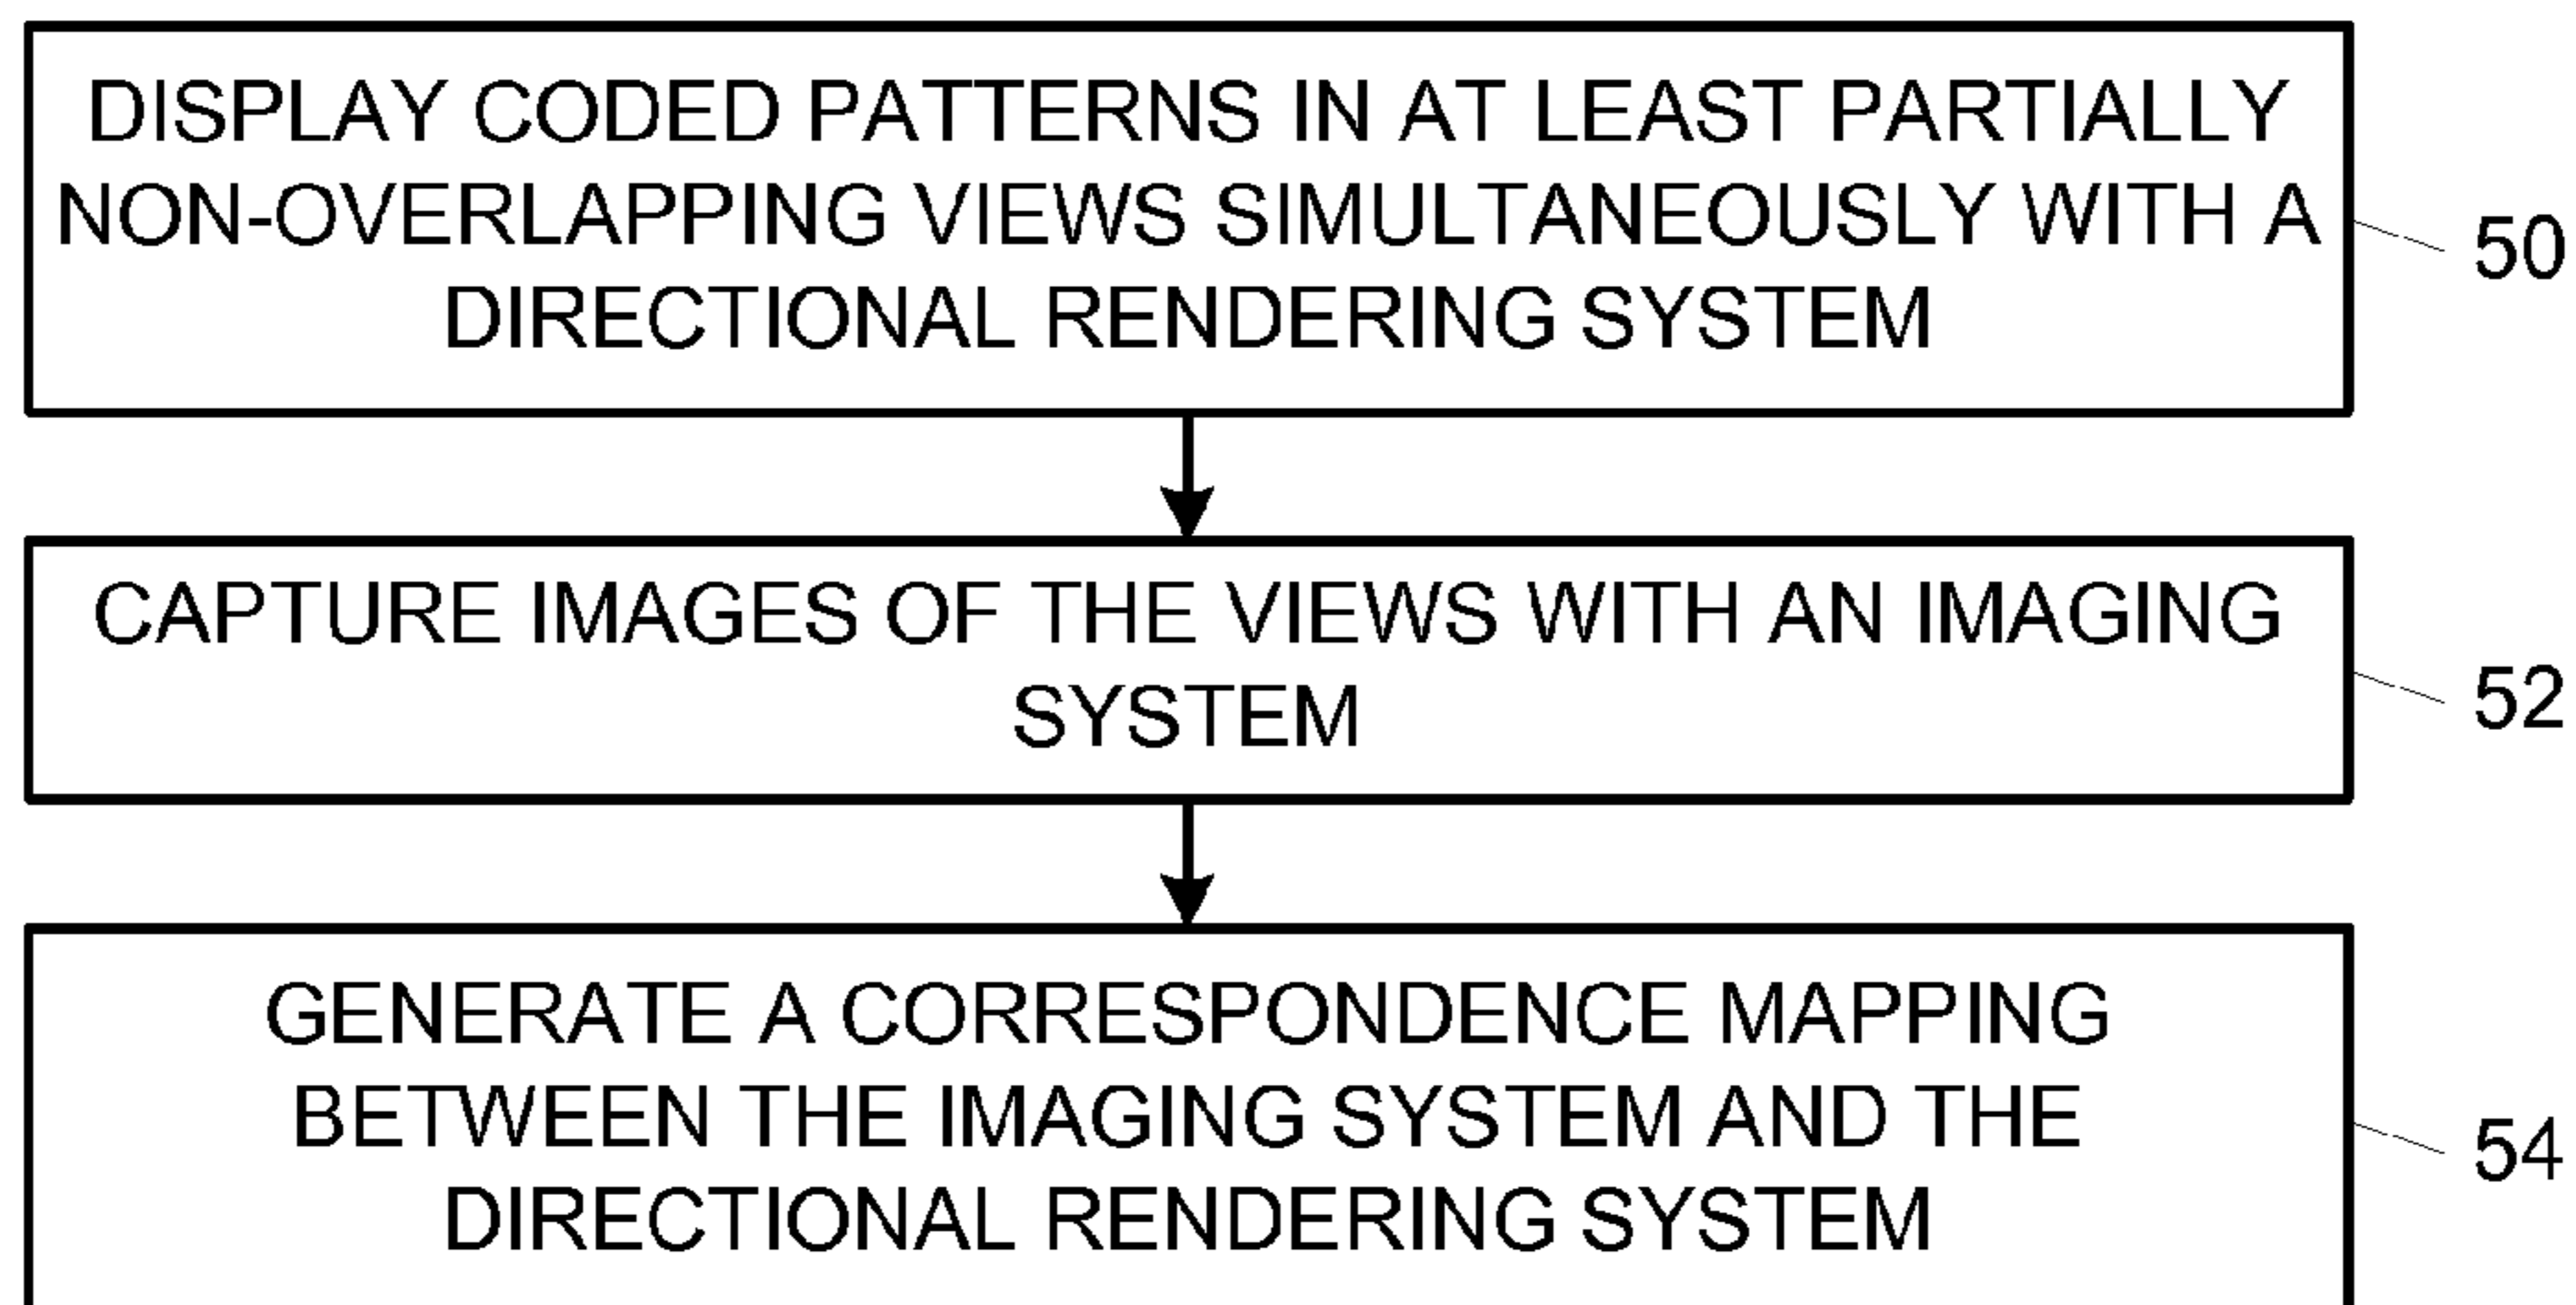 DISPLAY CODED PATTERNS IN AT LEAST PARTIALLY
NON-OVERLAPPING VIEWS SIMULTANEOUSLY WITH A
DIRECTIONAL RENDERING SYSTEM
50
CAPTURE IMAGES OF THE VIEWS WITH AN IMAGING
SYSTEM
52
GENERATE A CORRESPONDENCE MAPPING
BETWEEN THE IMAGING SYSTEM AND THE
DIRECTIONAL RENDERING SYSTEM
54